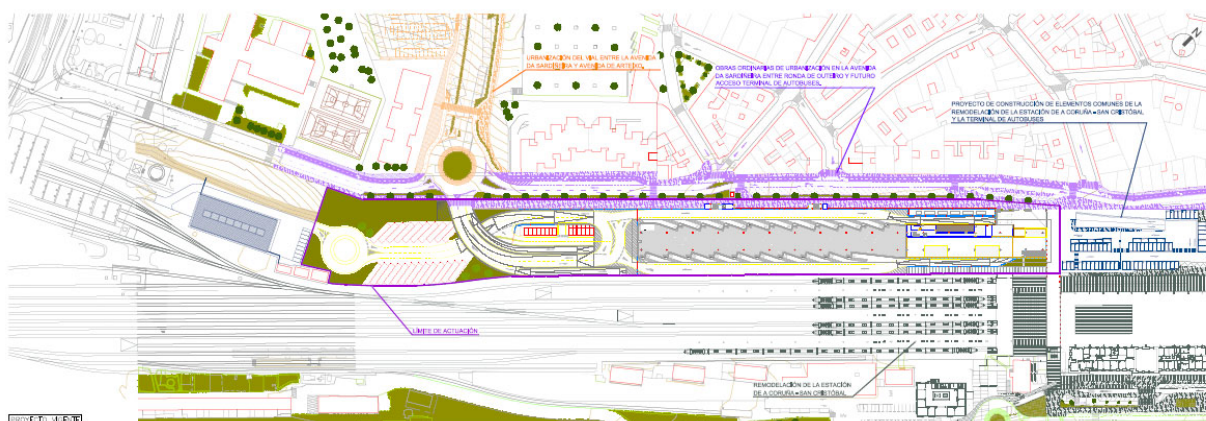 N
URBANIZACIÓN DEL VIAL ENTRE LA AVENIDA
DA SARDIÑEIRA Y AVENIDA DE ARTEIXO.
OBRAS ORDINARIAS DE URBANIZACIÓN EN LA AVENIDA
DA SARDIÑEIRA ENTRE RONDA DE OUTEIRO Y FUTURO
ACCESO TERMINAL DE AUTOBUSES.
PROYECTO DE CONSTRUCCIÓN DE ELEMENTOS COMUNES DE LA
REMODELACIÓN DE LA ESTACIÓN DE A CORUÑA-SAN CRISTÓBAL
Y LA TERMINAL DE AUTOBUSES
LÍMITE DE ACTUACIÓN
REMODELACIÓN DE LA ESTACIÓN
DE A CORUÑA-SAN CRISTÓBAL
PROYECTO VIGENTE